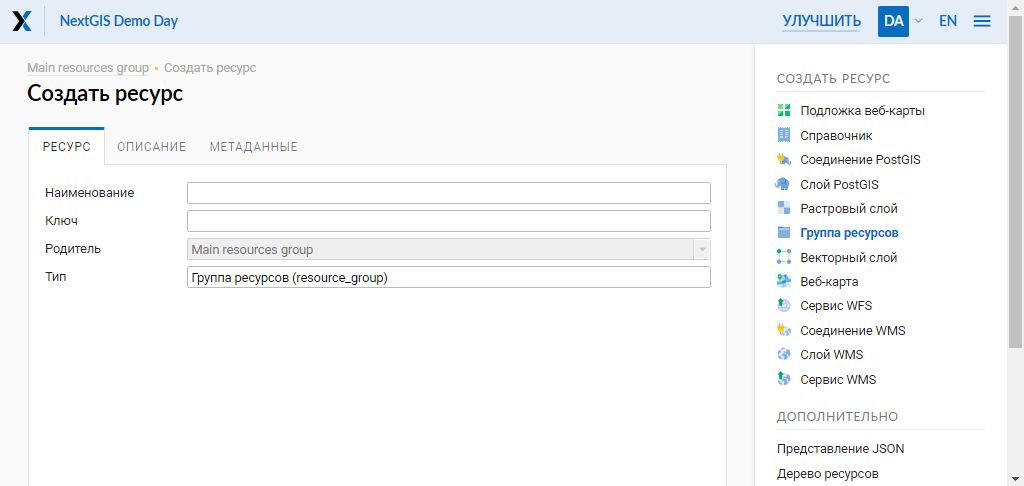 NextGIS Demo Day
УЛУЧШИТЬ DA EN
Main resources group • Создать ресурс
Создать ресурс
РЕСУРС ОПИСАНИЕ МЕТАДАННЫЕ
Наименование
Ключ
Родитель Main resources group
Тип Группа ресурсов (resource_group)
СОЗДАТЬ РЕСУРС
Подложка веб-карты
Справочник
Соединение PostGIS
Слой PostGIS
Растровый слой
Группа ресурсов
Векторный слой
Веб-карта
Сервис WFS
Соединение WMS
Слой WMS
Сервис WMS
ДОПОЛНИТЕЛЬНО
Представление JSON
Дерево ресурсов